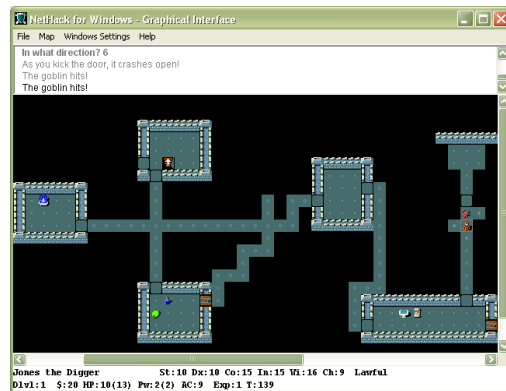 NetHack for Windows - Graphical Interface
File Map Windows Settings Help
In what direction? 6
As you kick the door, it crashes open!
The goblin hits!
The goblin hits!
Jones the Digger St:10 Dx:10 Co:15 In:15 Wi:16 Ch:9 Lawful
Dlvl:1 $:20 HP:10(13) Pw:2(2) AC:9 Exp:1 T:139